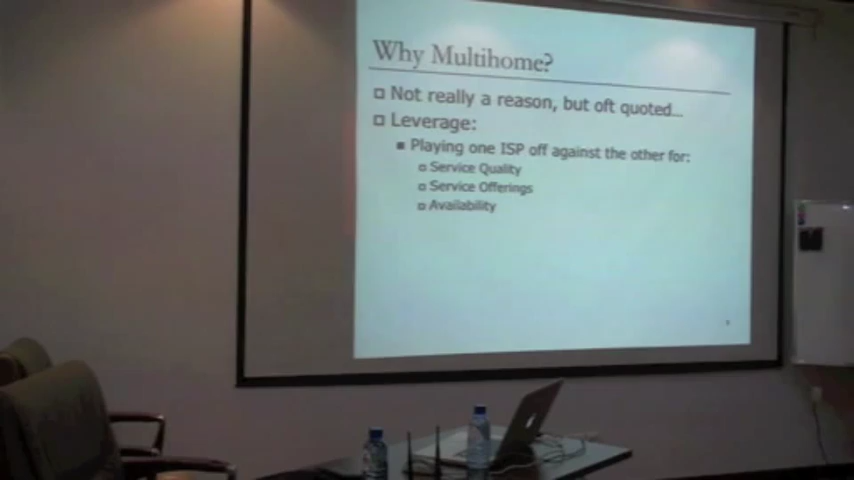 Why Multihome?
Not really a reason, but oft quoted...
Leverage:
Playing one ISP off against the other for:
Service Quality
Service Offerings
Availability